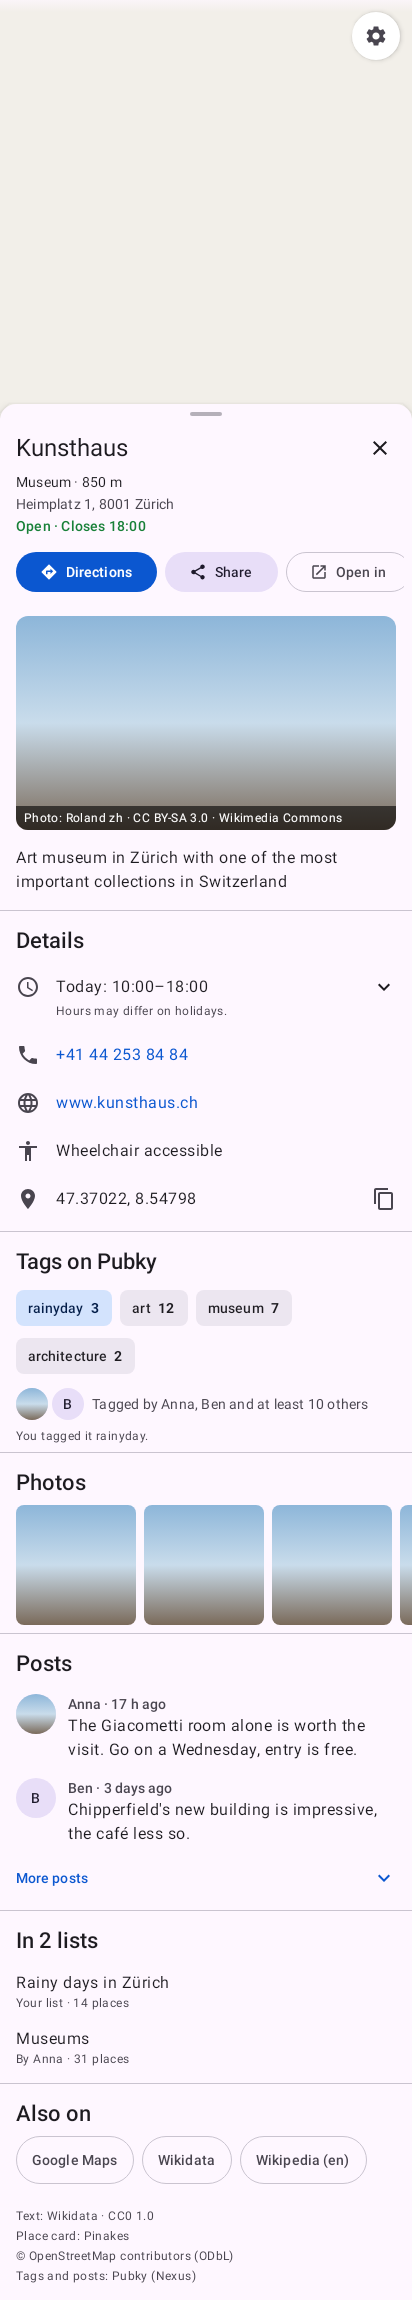 Kunsthaus
Museum · 850 m
Heimplatz 1, 8001 Zürich
Open · Closes 18:00
Directions
Share
Open in
Photo: Roland zh · CC BY-SA 3.0 · Wikimedia Commons
Art museum in Zürich with one of the most
important collections in Switzerland
Details
Today: 10:00–18:00
Hours may differ on holidays.
+41 44 253 84 84
www.kunsthaus.ch
Wheelchair accessible
47.37022, 8.54798
Tags on Pubky
rainyday 3
art 12
museum 7
architecture 2
B
Tagged by Anna, Ben and at least 10 others
You tagged it rainyday.
Photos
Posts
Anna · 17 h ago
The Giacometti room alone is worth the
visit. Go on a Wednesday, entry is free.
B
Ben · 3 days ago
Chipperfield's new building is impressive,
the café less so.
More posts
In 2 lists
Rainy days in Zürich
Your list · 14 places
Museums
By Anna · 31 places
Also on
Google Maps
Wikidata
Wikipedia (en)
Text: Wikidata · CC0 1.0
Place card: Pinakes
© OpenStreetMap contributors (ODbL)
Tags and posts: Pubky (Nexus)